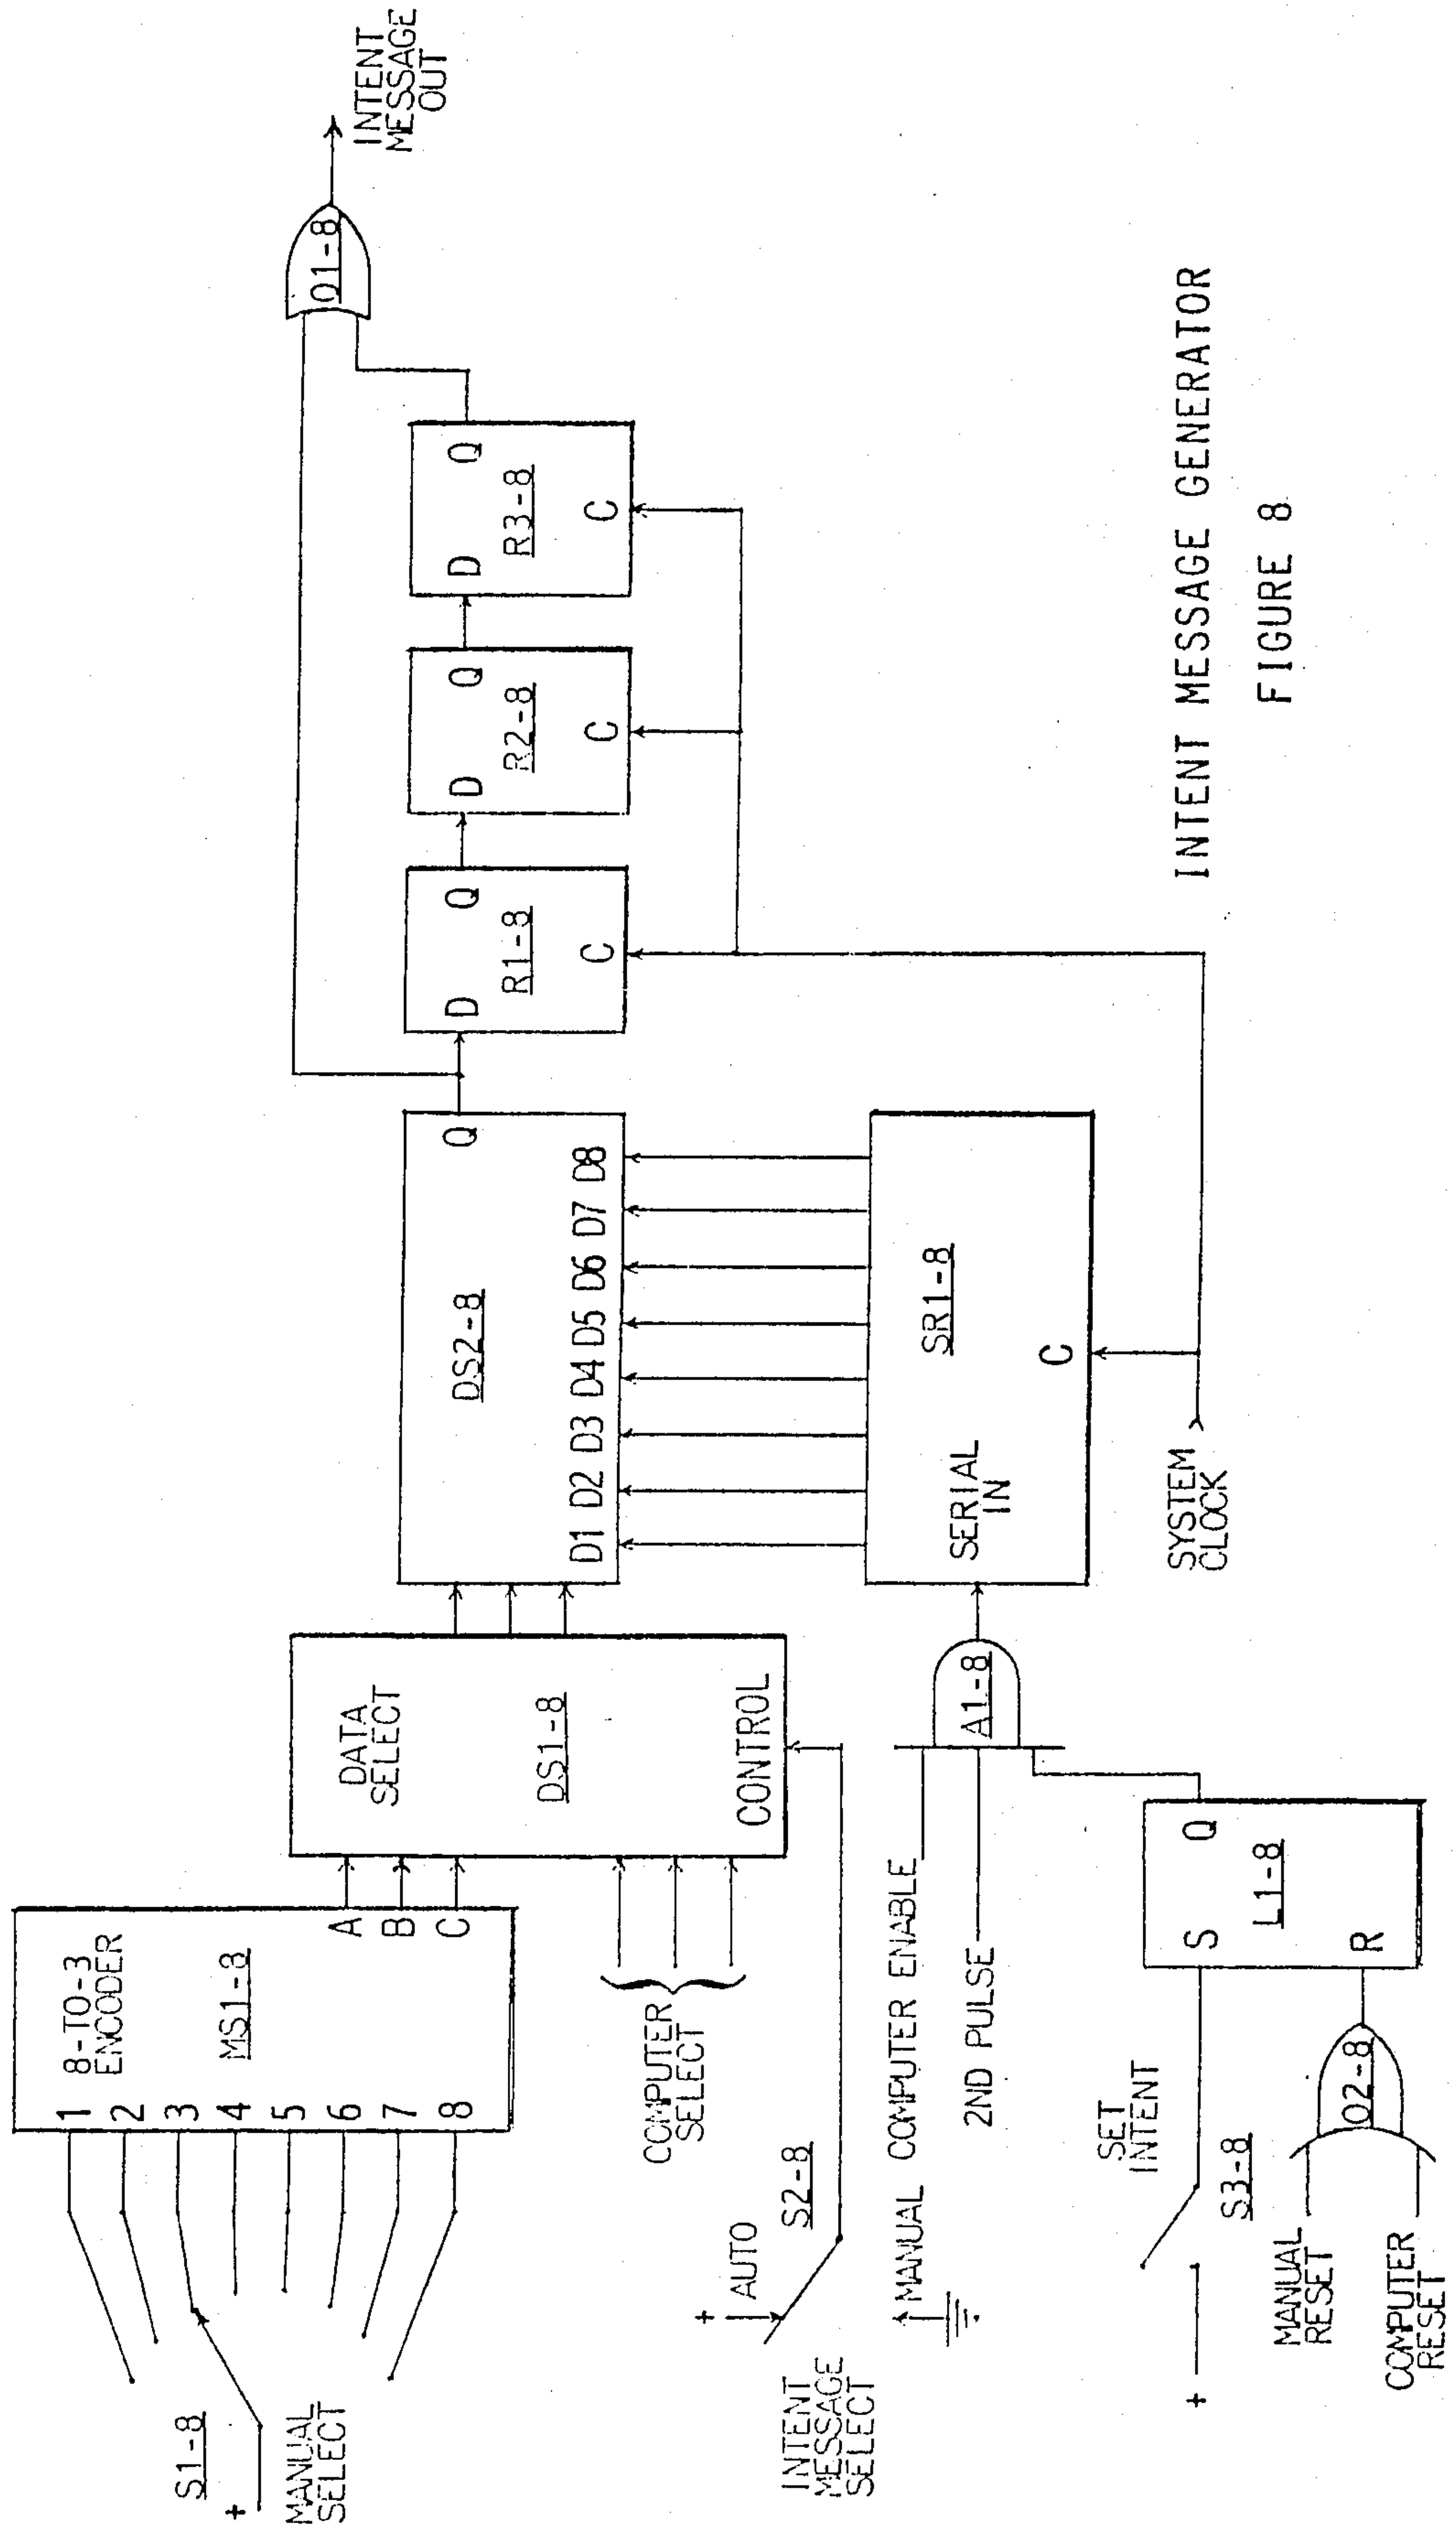 S1-8
+
MANUAL
SELECT
1
2
3
4
5
6
7
8
8-TO-3
ENCODER
MS1-8
A
B
C
COMPUTER
SELECT
DATA
SELECT
DS1-8
CONTROL
INTENT
MESSAGE
SELECT
+
AUTO
S2-8
MANUAL
DS2-8
D1 D2 D3 D4 D5 D6 D7 D8
Q
D
Q
R1-8
C
D
Q
R2-8
C
D
Q
R3-8
C
O1-8
INTENT
MESSAGE
OUT
COMPUTER ENABLE
2ND PULSE
A1-8
SERIAL
IN
SR1-8
C
SYSTEM
CLOCK
+
SET
INTENT
S3-8
MANUAL
RESET
COMPUTER
RESET
O2-8
S
Q
R
L1-8
INTENT MESSAGE GENERATOR
FIGURE 8